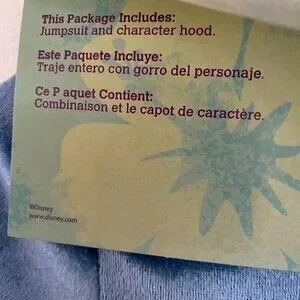 This Package Includes:
Jumpsuit and character hood.
Este Paquete Incluye:
Traje entero con gorro del personaje.
Ce P aquet Contient:
Combinaison et le capot de caractère.
©Disney
www.disney.com